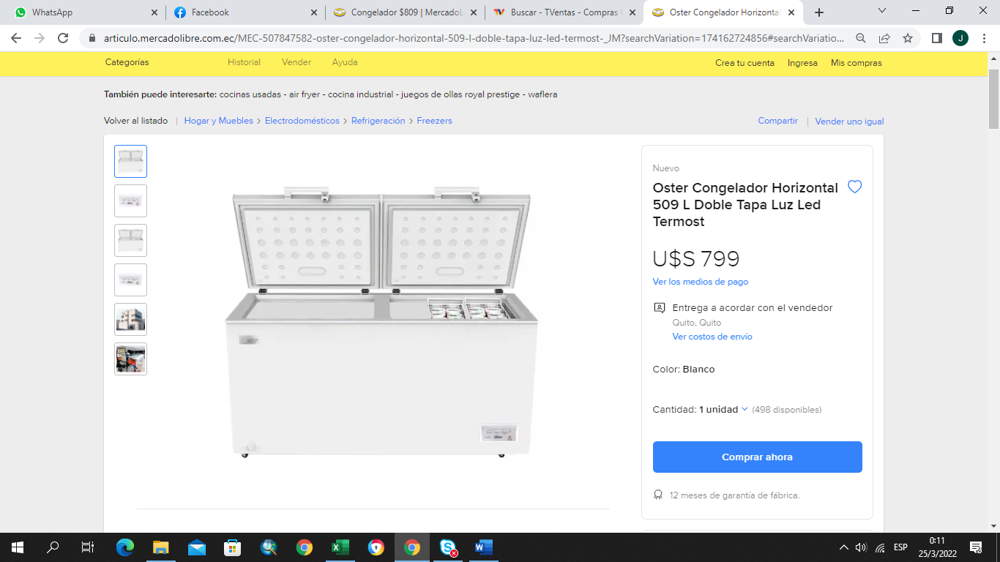 WhatsApp
Facebook
Congelador $809 | MercadoL
Buscar - TVentas - Compras
Oster Congelador Horizontal
articulo.mercadolibre.com.ec/MEC-507847582-oster-congelador-horizontal-509-l-doble-tapa-luz-led-termost-_JM?searchVariation=174162724856#searchVariatio...
J
Categorías
Historial
Vender
Ayuda
Crea tu cuenta
Ingresa
Mis compras
También puede interesarte: cocinas usadas - air fryer - cocina industrial - juegos de ollas royal prestige - waflera
Volver al listado | Hogar y Muebles > Electrodomésticos > Refrigeración > Freezers
Compartir | Vender uno igual
Nuevo
Oster Congelador Horizontal
509 L Doble Tapa Luz Led
Termost
U$S 799
Ver los medios de pago
Entrega a acordar con el vendedor
Quito, Quito
Ver costos de envío
Color: Blanco
Cantidad: 1 unidad (498 disponibles)
Comprar ahora
12 meses de garantía de fábrica.
Oster
Oster
ESP
0:11
25/3/2022